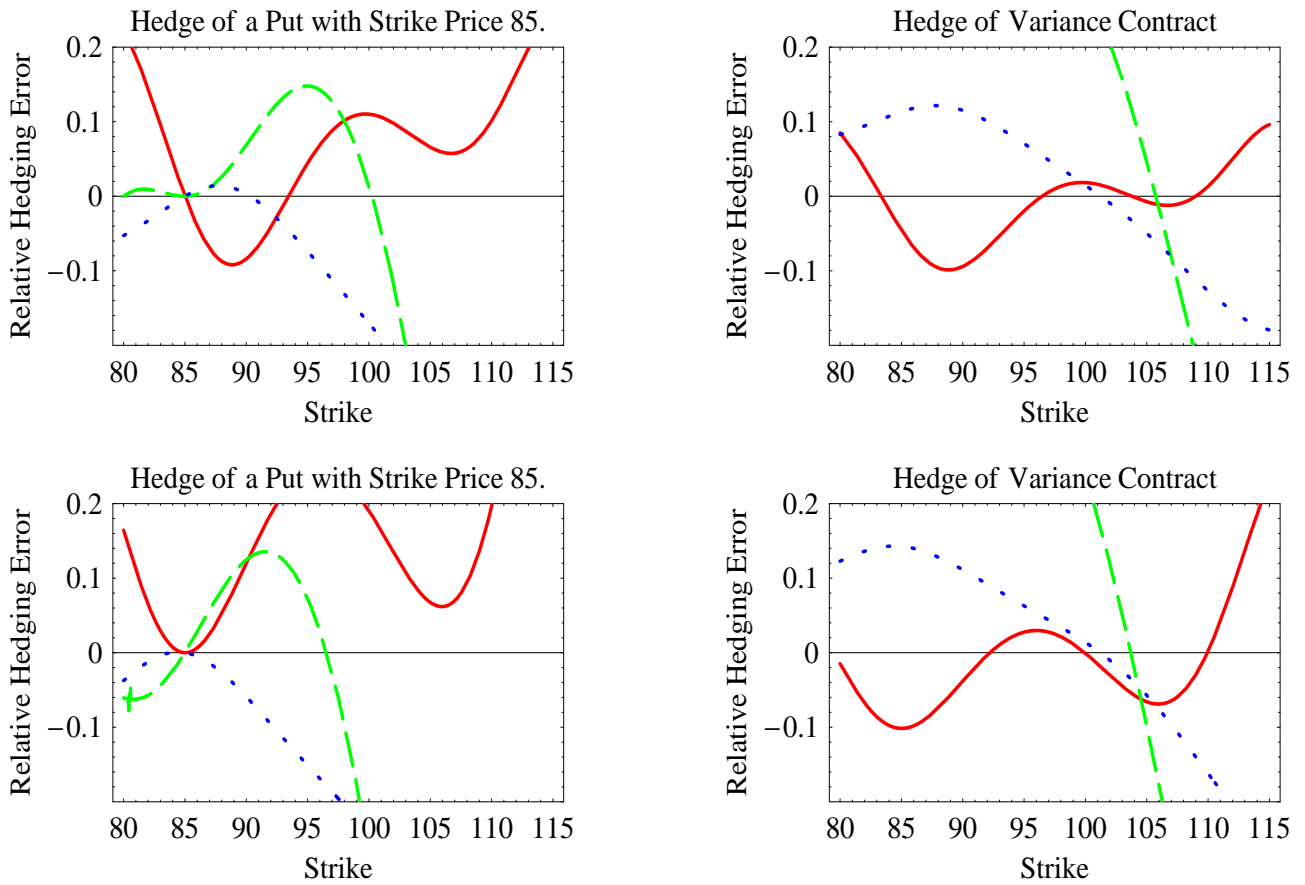 Hedge of a Put with Strike Price 85.
Relative Hedging Error
0.2
0.1
0
−0.1
80 85 90 95 100 105 110 115
Strike
Hedge of Variance Contract
Relative Hedging Error
0.2
0.1
0
−0.1
80 85 90 95 100 105 110 115
Strike
Hedge of a Put with Strike Price 85.
Relative Hedging Error
0.2
0.1
0
−0.1
80 85 90 95 100 105 110 115
Strike
Hedge of Variance Contract
Relative Hedging Error
0.2
0.1
0
−0.1
80 85 90 95 100 105 110 115
Strike